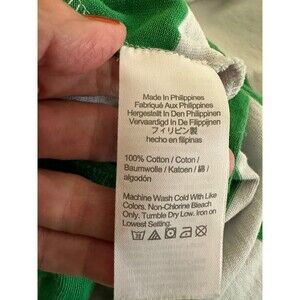 Made In Philippines
Fabriqué Aux Philippines
Hergestellt In Den Philippinen
Vervaardigd In De Filippijnen
フィリピン製
hecho en filipinas
100% Cotton / Coton /
Baumwolle / Katoen / 綿 /
algodón
Machine Wash Cold With Like
Colors. Non-Chlorine Bleach
Only. Tumble Dry Low. Iron on
Lowest Setting.